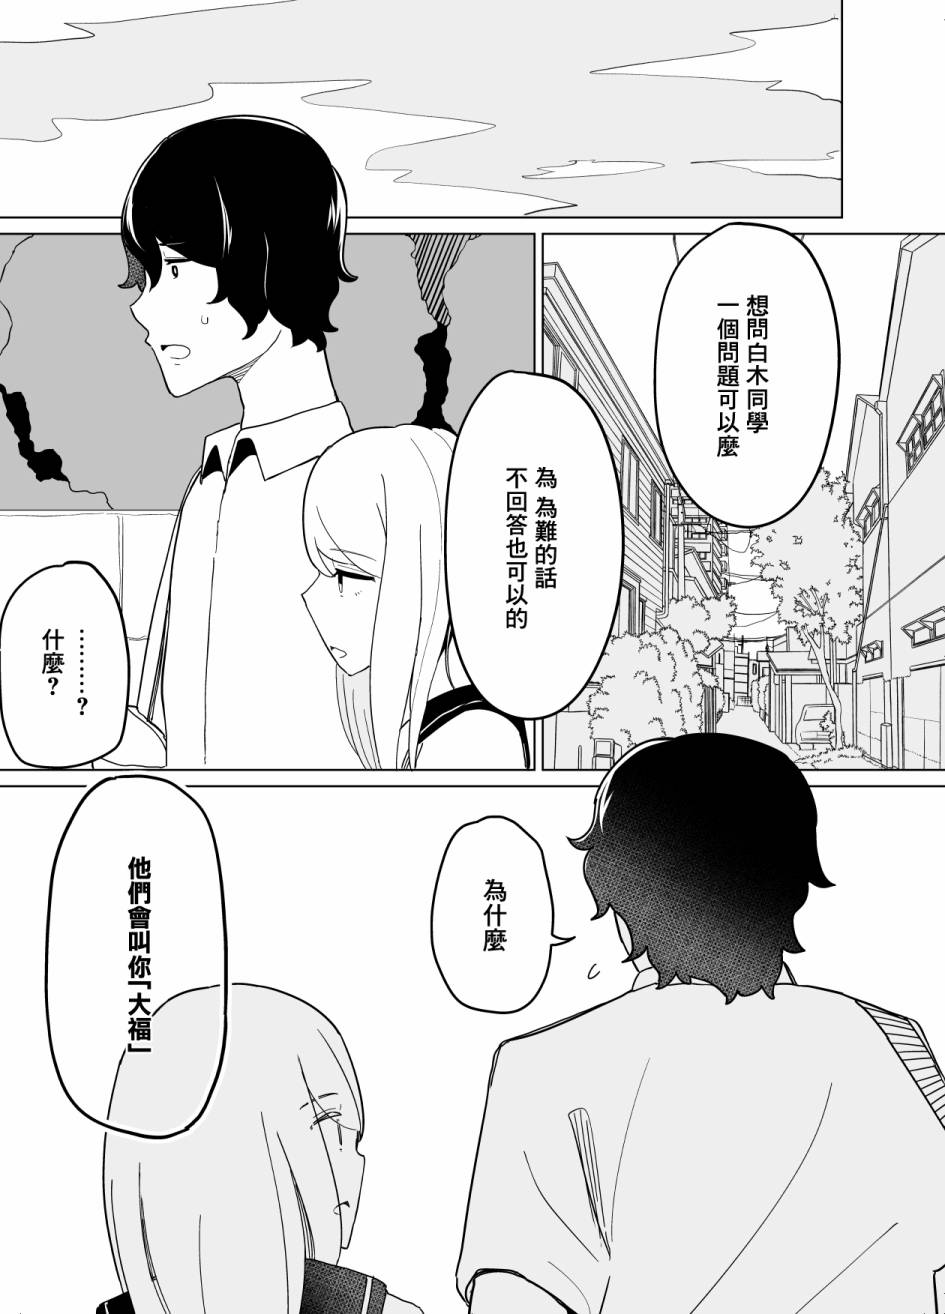 想問白木同學
一個問題可以麼
為 為難的話
不回答也可以的
………？
什麼？
為什麼
他們會叫你「大福」